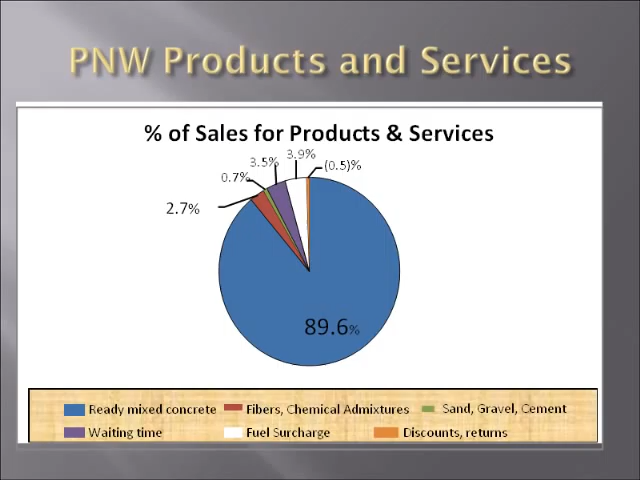 PNW Products and Services
% of Sales for Products & Services
3.9%
3.5%
(0.5)%
0.7%
2.7%
89.6%
Ready mixed concrete Fibers, Chemical Admixtures Sand, Gravel, Cement
Waiting time Fuel Surcharge Discounts, returns